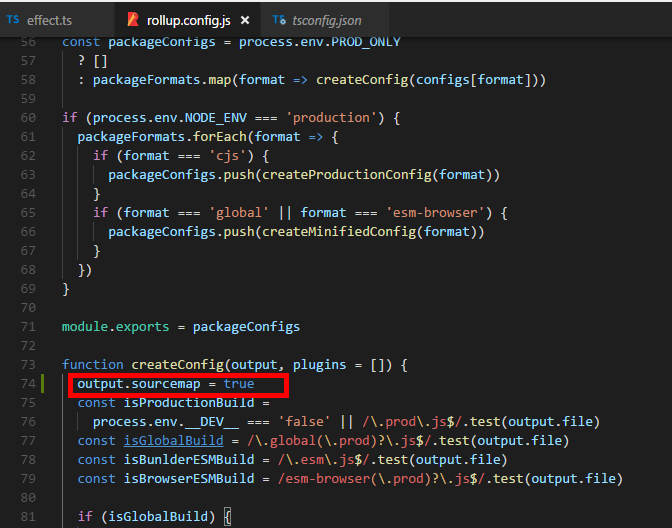 TS effect.ts rollup.config.js × TS tsconfig.json
56 const packageConfigs = process.env.PROD_ONLY
57 ? []
58 : packageFormats.map(format => createConfig(configs[format]))
59
60 if (process.env.NODE_ENV === 'production') {
61 packageFormats.forEach(format => {
62 if (format === 'cjs') {
63 packageConfigs.push(createProductionConfig(format))
64 }
65 if (format === 'global' || format === 'esm-browser') {
66 packageConfigs.push(createMinifiedConfig(format))
67 }
68 })
69 }
70
71 module.exports = packageConfigs
72
73 function createConfig(output, plugins = []) {
74 output.sourcemap = true
75 const isProductionBuild =
76 process.env.__DEV__ === 'false' || /\.prod\.js$/.test(output.file)
77 const isGlobalBuild = /\.global(\.prod)?\.js$/.test(output.file)
78 const isBunlderESMBuild = /\.esm\.js$/.test(output.file)
79 const isBrowserESMBuild = /esm-browser(\.prod)?\.js$/.test(output.file)
80
81 if (isGlobalBuild) {